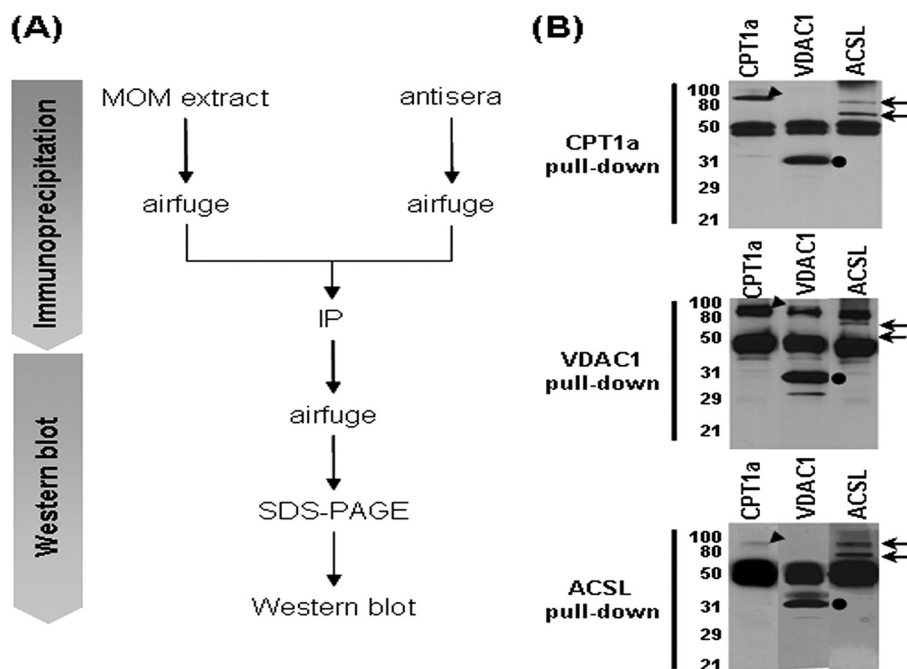 (A)
Immunoprecipitation
Western blot
MOM extract
antisera
airfuge
airfuge
IP
airfuge
SDS-PAGE
Western blot
(B)
CPT1a
VDAC1
ACSL
CPT1a
pull-down
100
80
50
31
29
21
CPT1a
VDAC1
ACSL
VDAC1
pull-down
100
80
50
31
29
21
CPT1a
VDAC1
ACSL
ACSL
pull-down
100
80
50
31
29
21